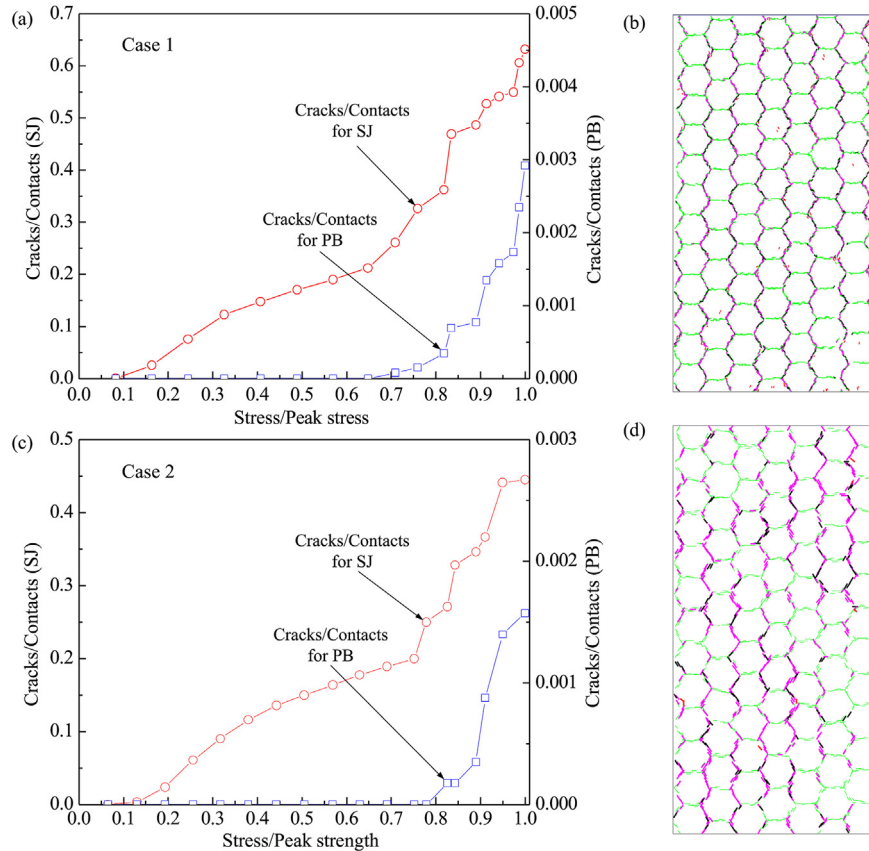 (a)
Case 1
Cracks/Contacts
for SJ
Cracks/Contacts
for PB
Cracks/Contacts (SJ)
0.7
0.6
0.5
0.4
0.3
0.2
0.1
0.0
0.005
0.004
0.003
0.002
0.001
0.000
Cracks/Contacts (PB)
0.0 0.1 0.2 0.3 0.4 0.5 0.6 0.7 0.8 0.9 1.0
Stress/Peak stress
(b)
(c)
Case 2
Cracks/Contacts
for SJ
Cracks/Contacts
for PB
Cracks/Contacts (SJ)
0.5
0.4
0.3
0.2
0.1
0.0
0.003
0.002
0.001
0.000
Cracks/Contacts (PB)
0.0 0.1 0.2 0.3 0.4 0.5 0.6 0.7 0.8 0.9 1.0
Stress/Peak strength
(d)